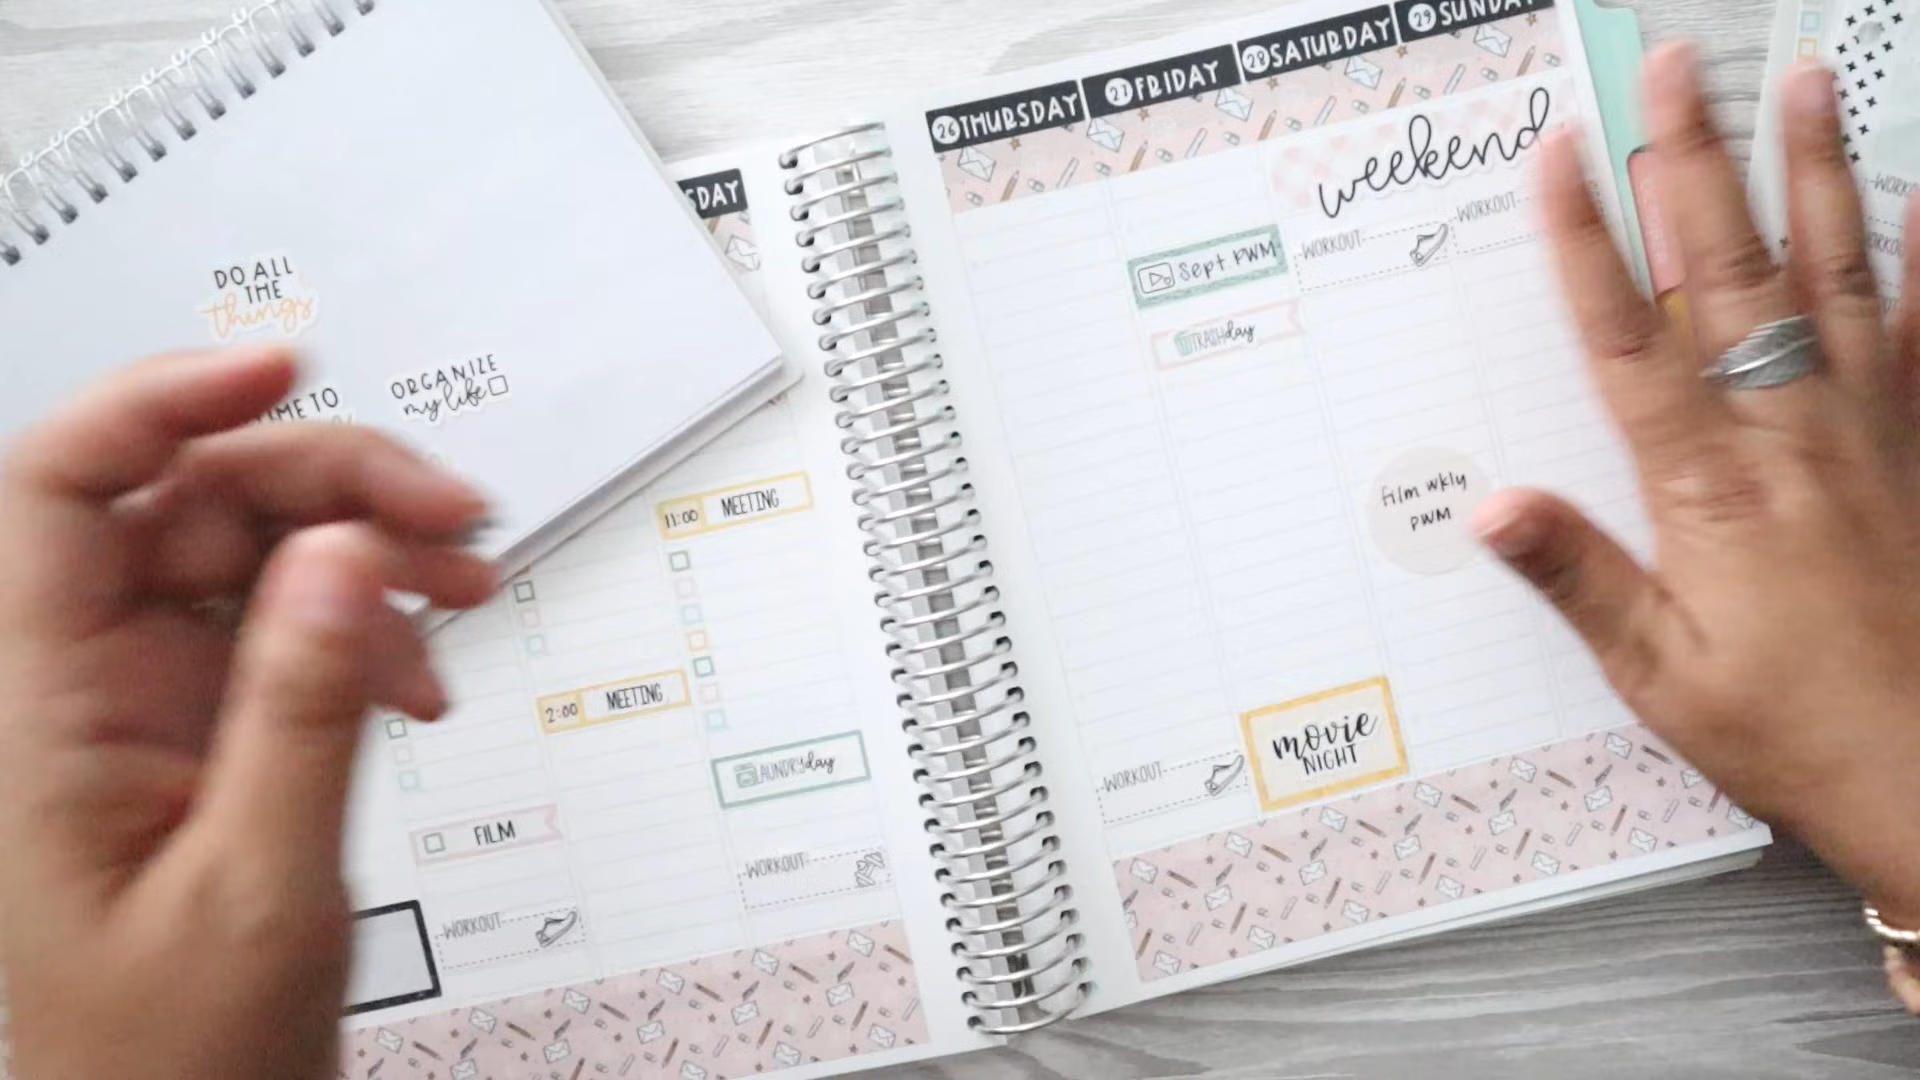 DO ALL
THE
things
ORGANIZE
my life
26 THURSDAY
27 FRIDAY
28 SATURDAY
29 SUNDAY
weekend
Sept PWM
TRASH day
WORKOUT
WORKOUT
film wkly
PWM
movie
NIGHT
WORKOUT
11:00 MEETING
2:00 MEETING
LAUNDRY day
FILM
WORKOUT
WORKOUT